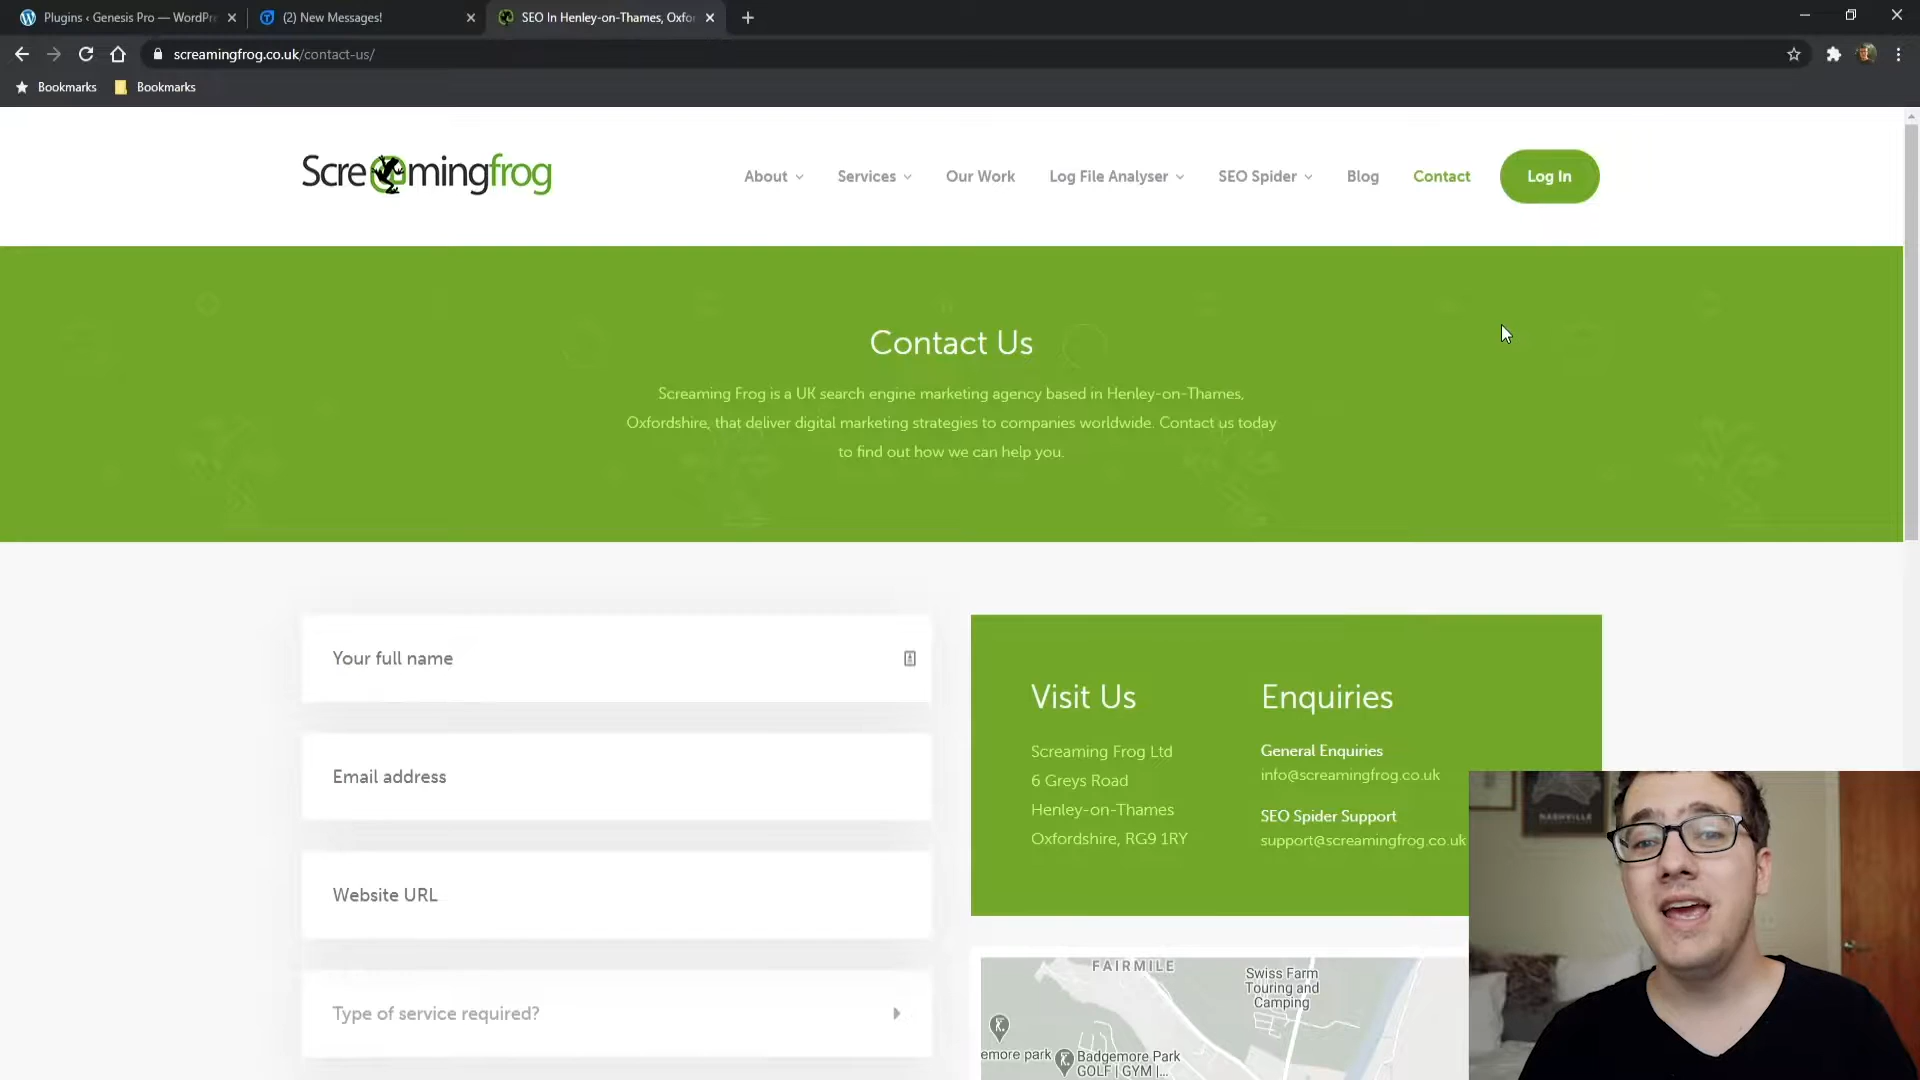 Plugins ‹ Genesis Pro — WordPr
(2) New Messages!
SEO In Henley-on-Thames, Oxfo
screamingfrog.co.uk/contact-us/
Bookmarks
Bookmarks
Screamingfrog
About
Services
Our Work
Log File Analyser
SEO Spider
Blog
Contact
Log In
Contact Us
Screaming Frog is a UK search engine marketing agency based in Henley-on-Thames,
Oxfordshire, that deliver digital marketing strategies to companies worldwide. Contact us today
to find out how we can help you.
Your full name
Email address
Website URL
Type of service required?
Visit Us
Screaming Frog Ltd
6 Greys Road
Henley-on-Thames
Oxfordshire, RG9 1RY
Enquiries
General Enquiries
info@screamingfrog.co.uk
SEO Spider Support
support@screamingfrog.co.uk
FAIRMILE
Swiss Farm
Touring and
Camping
emore park
Badgemore Park
GOLF | GYM |...
NASHVILLE